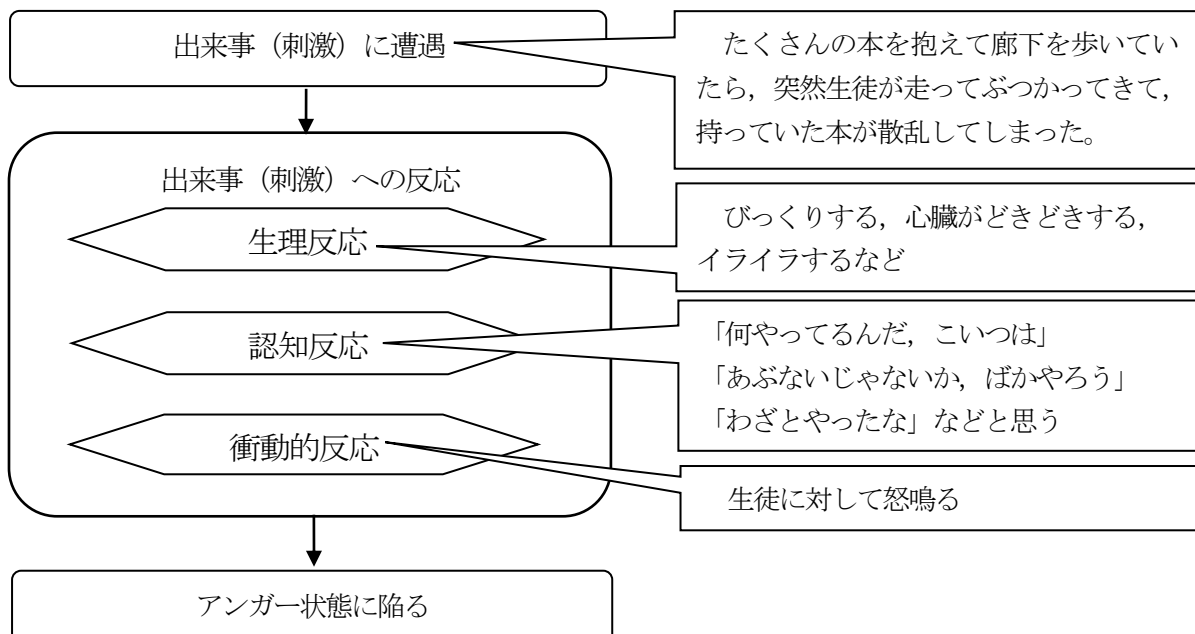 出来事（刺激）に遭遇
たくさんの本を抱えて廊下を歩いてい
たら，突然生徒が走ってぶつかってきて，
持っていた本が散乱してしまった。
出来事（刺激）への反応
生理反応
びっくりする，心臓がどきどきする，
イライラするなど
認知反応
「何やってるんだ，こいつは」
「あぶないじゃないか，ばかやろう」
「わざとやったな」などと思う
衝動的反応
生徒に対して怒鳴る
アンガー状態に陥る